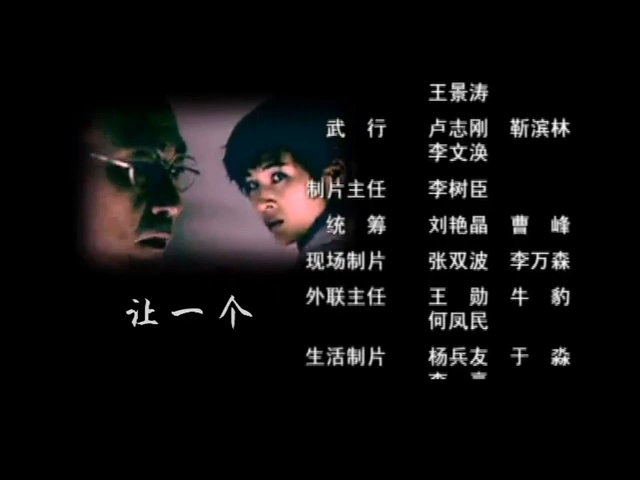 王景涛
武 行 卢志刚 靳滨林
李文涣
制片主任 李树臣
统 筹 刘艳晶 曹 峰
现场制片 张双波 李万森
外联主任 王 勋 牛 豹
何凤民
让一个
生活制片 杨兵友 于 淼